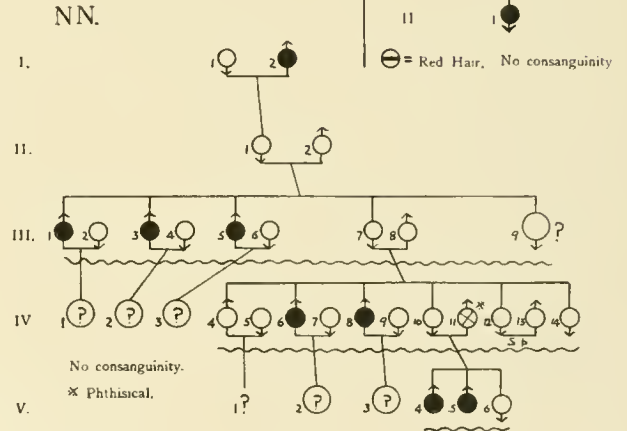 NN.
II
1
= Red Hair. No consanguinity
I.
1 2
II.
1 2
III.
1 2 3 4 5 6 7 8 9 ?
IV
1 ? 2 ? 3 ? 4 5 6 7 8 9 10 11 * 12 13 14
S.P.
No consanguinity.
* Phthisical.
V.
1 ? 2 ? 3 ? 4 5 6